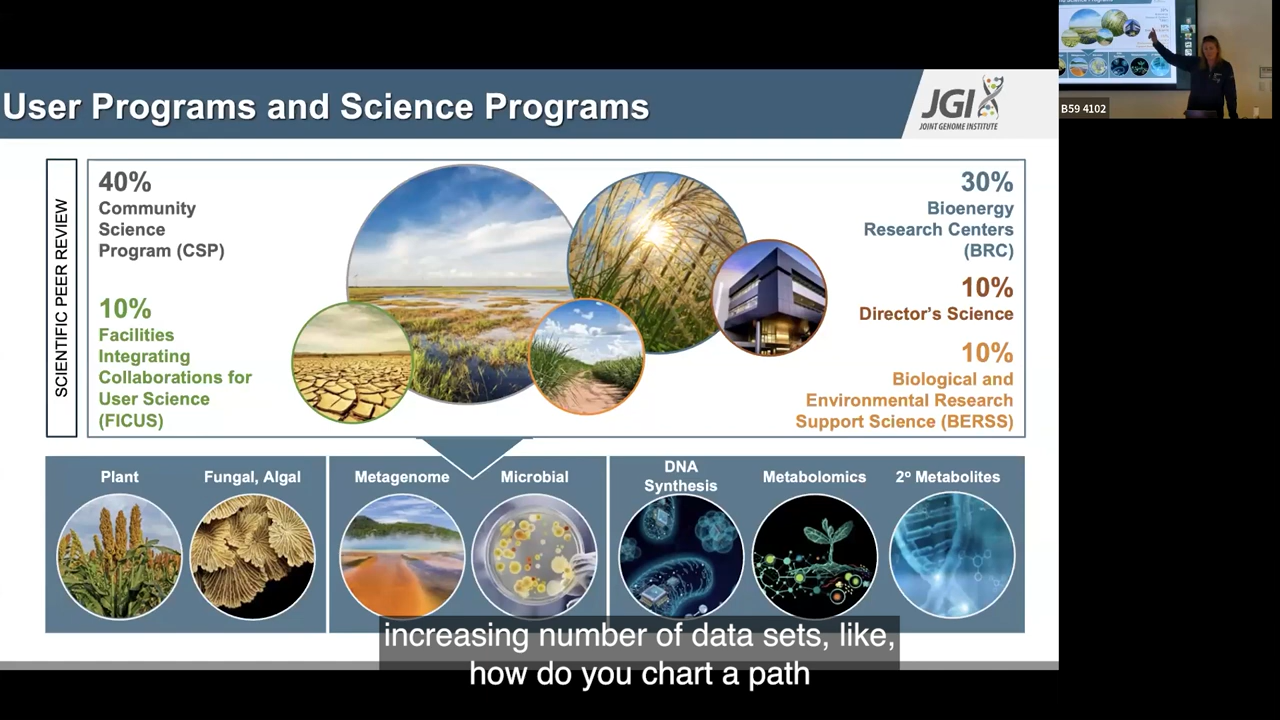 User Programs and Science Programs
JGI
JOINT GENOME INSTITUTE
B59 4102
SCIENTIFIC PEER REVIEW
40%
Community
Science
Program (CSP)
10%
Facilities
Integrating
Collaborations for
User Science
(FICUS)
30%
Bioenergy
Research Centers
(BRC)
10%
Director’s Science
10%
Biological and
Environmental Research
Support Science (BERSS)
Plant
Fungal, Algal
Metagenome
Microbial
DNA
Synthesis
Metabolomics
2º Metabolites
increasing number of data sets, like,
how do you chart a path